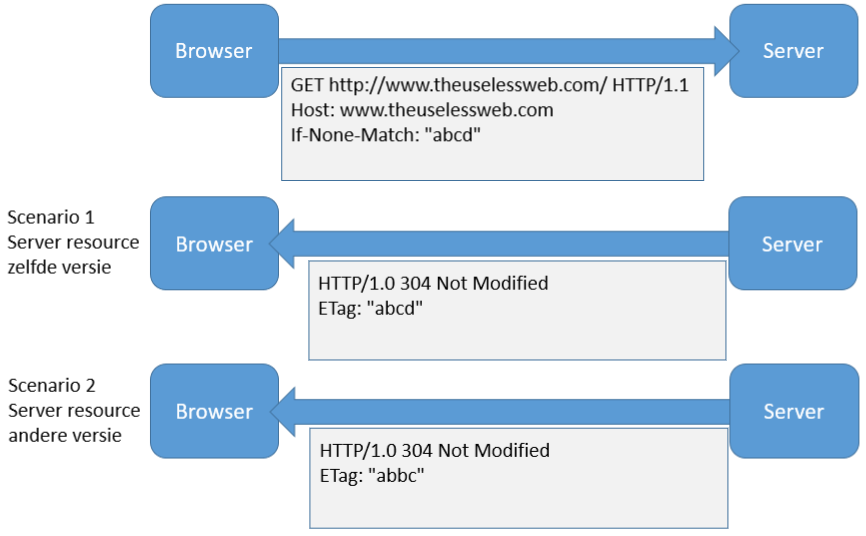 Browser
Server
GET http://www.theuselessweb.com/ HTTP/1.1
Host: www.theuselessweb.com
If-None-Match: "abcd"
Scenario 1
Server resource
zelfde versie
Browser
Server
HTTP/1.0 304 Not Modified
ETag: "abcd"
Scenario 2
Server resource
andere versie
Browser
Server
HTTP/1.0 304 Not Modified
ETag: "abbc"